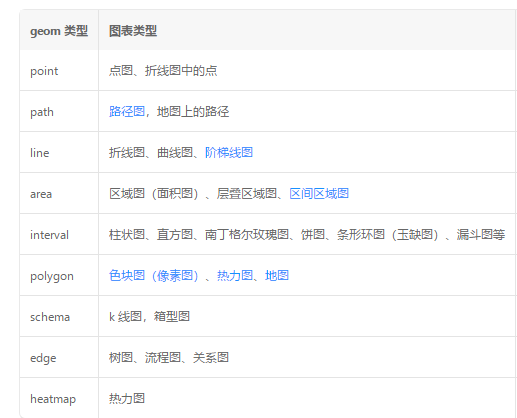 geom 类型 图表类型
point 点图、折线图中的点
path 路径图，地图上的路径
line 折线图、曲线图、阶梯线图
area 区域图（面积图）、层叠区域图、区间区域图
interval 柱状图、直方图、南丁格尔玫瑰图、饼图、条形环图（玉缺图）、漏斗图等
polygon 色块图（像素图）、热力图、地图
schema k 线图，箱型图
edge 树图、流程图、关系图
heatmap 热力图